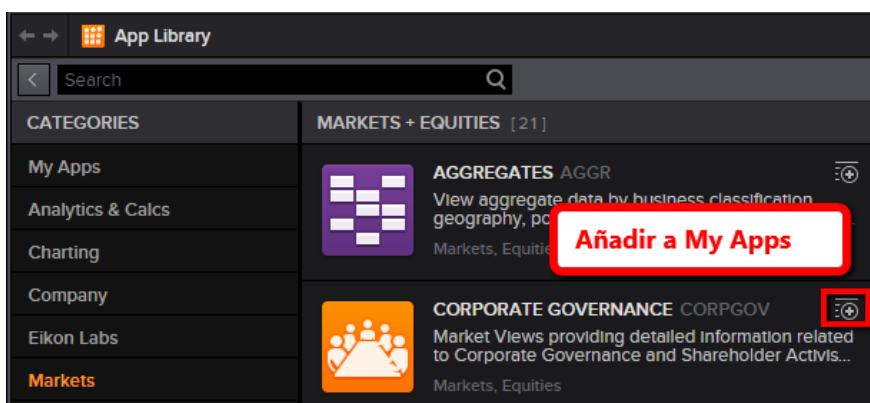 App Library
Search
CATEGORIES
MARKETS + EQUITIES [21]
My Apps
AGGREGATES AGGR
View aggregate data by business classification
Analytics & Calcs
geography,
Markets,
Añadir a My Apps
Charting
Company
CORPORATE GOVERNANCE CORPGOV
Market Views providing detailed information related
Eikon Labs
to Corporate Governance and Shareholder Activis...
Markets
Markets, Equities